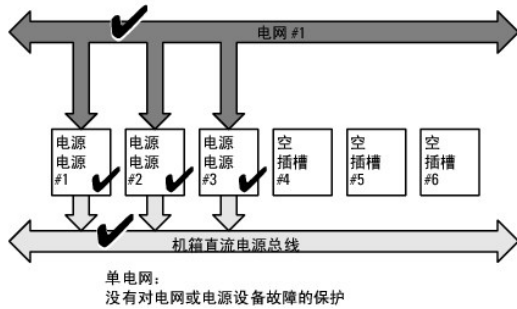 电网 #1
电源
电源
#1
电源
电源
#2
电源
电源
#3
空
插槽
#4
空
插槽
#5
空
插槽
#6
机箱直流电源总线
单电网：
没有对电网或电源设备故障的保护